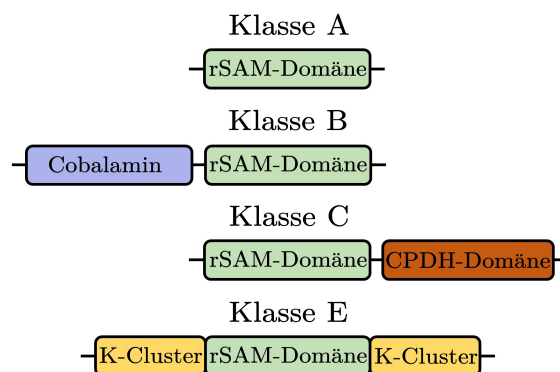 Klasse A
rSAM-Domäne
Klasse B
Cobalamin rSAM-Domäne
Klasse C
rSAM-Domäne CPDH-Domäne
Klasse E
K-Cluster rSAM-Domäne K-Cluster